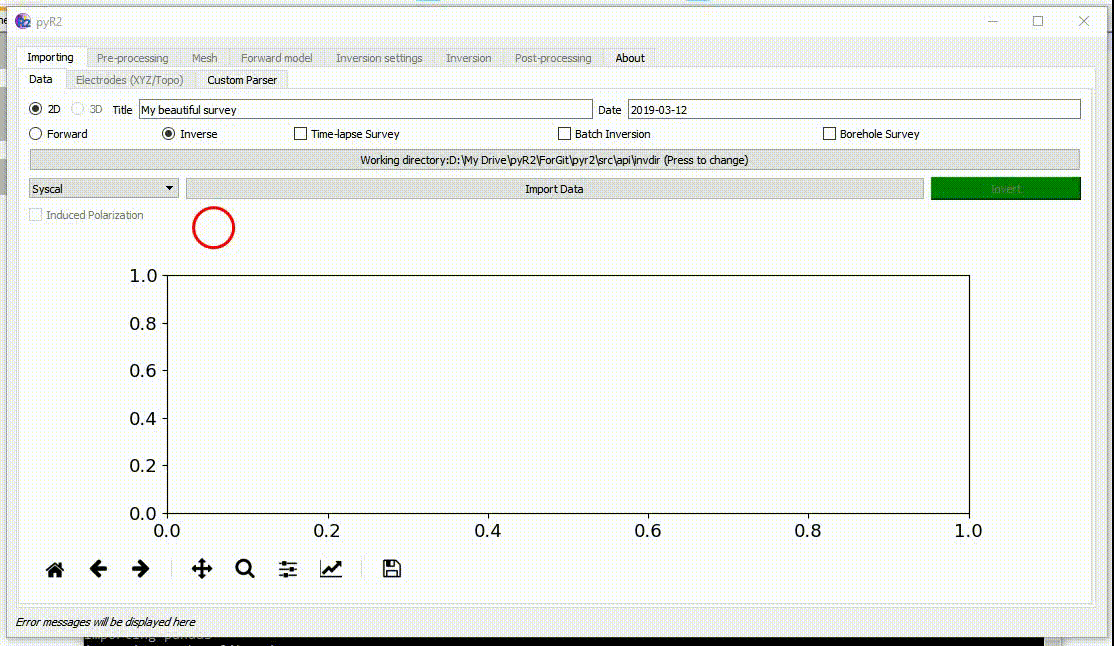 pyR2
Importing Pre-processing Mesh Forward model Inversion settings Inversion Post-processing About
Data Electrodes (XYZ/Topo) Custom Parser
2D 3D Title My beautiful survey Date 2019-03-12
Forward Inverse Time-lapse Survey Batch Inversion Borehole Survey
Working directory:D:\My Drive\pyR2\ForGit\pyr2\src\api\invdir (Press to change)
Syscal Import Data Invert
Induced Polarization
1.0
0.8
0.6
0.4
0.2
0.0
0.0 0.2 0.4 0.6 0.8 1.0
Error messages will be displayed here